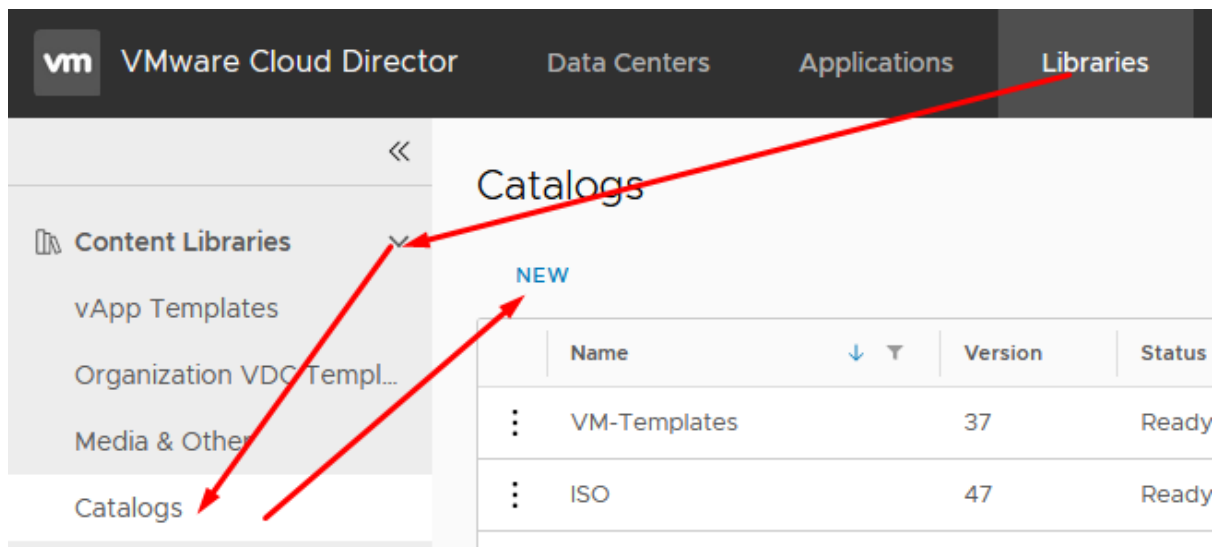 vm VMware Cloud Director Data Centers Applications Libraries
Catalogs
Content Libraries
NEW
vApp Templates
Name Version Status
Organization VDC Templ...
VM-Templates 37 Ready
Media & Other
ISO 47 Ready
Catalogs